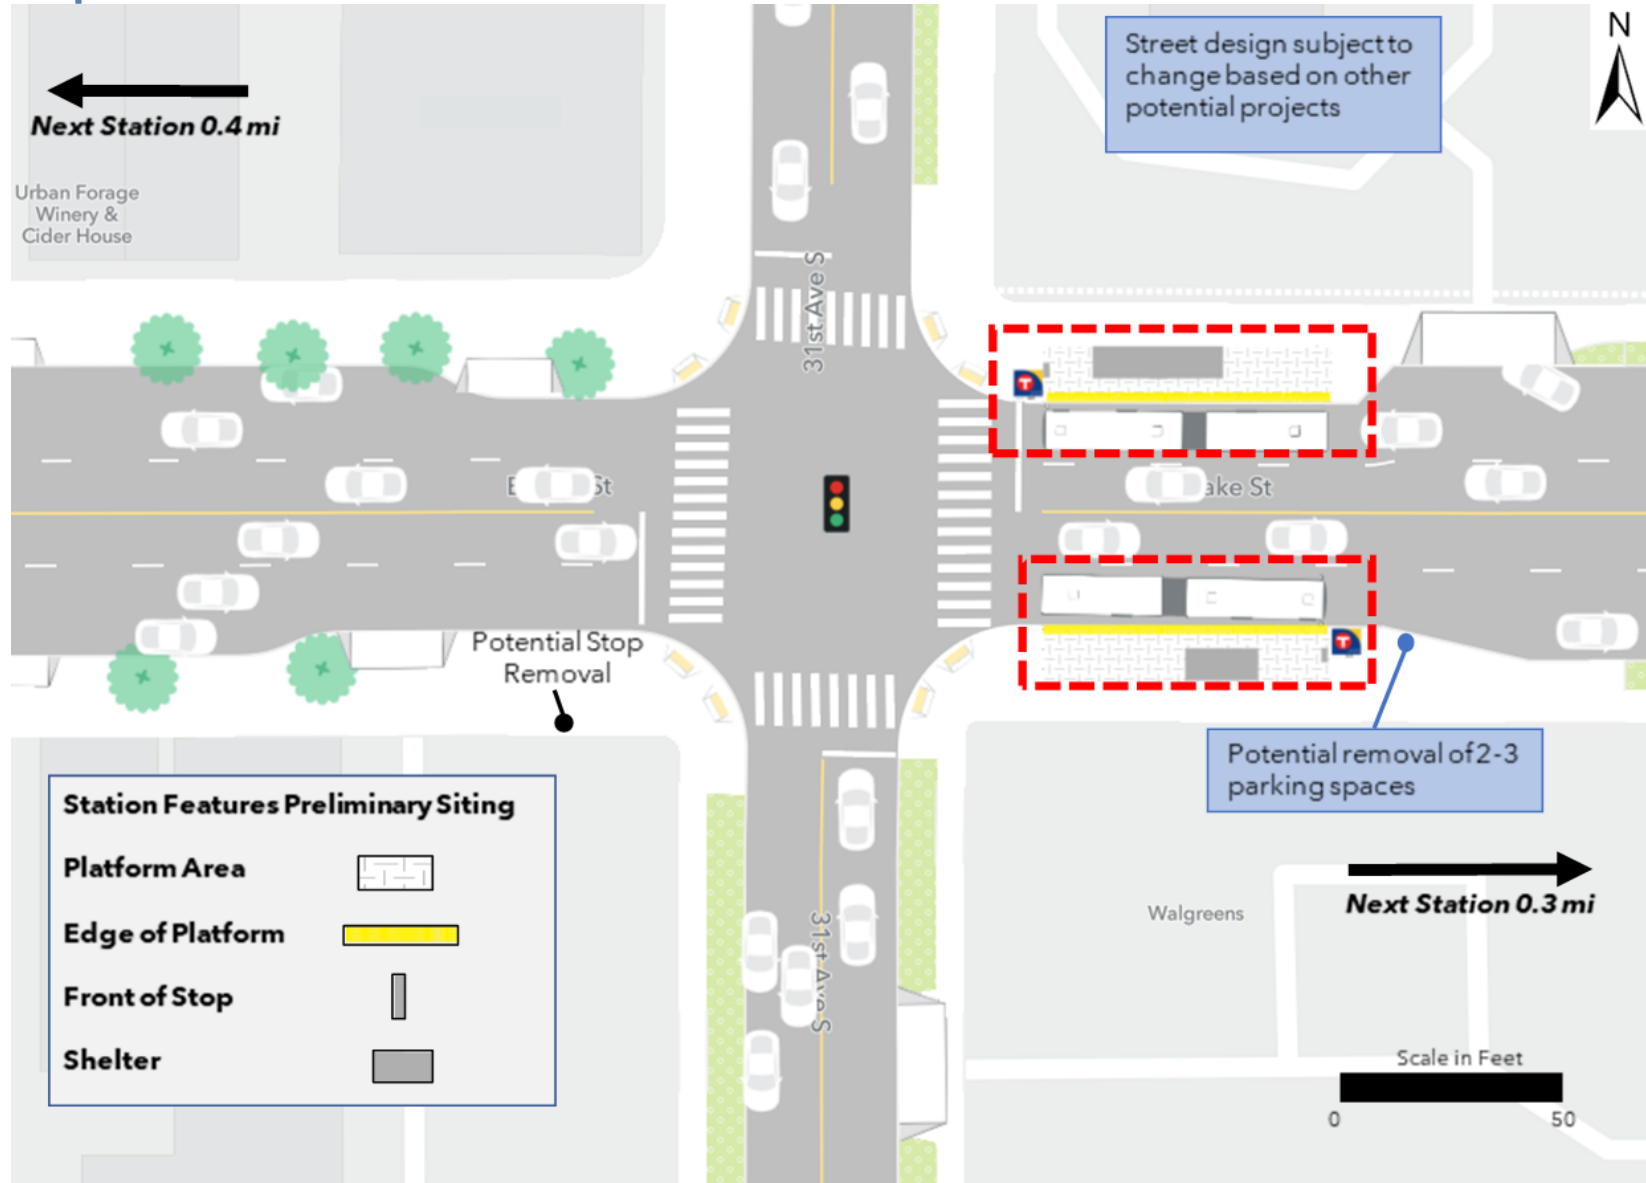 Street design subject to
change based on other
potential projects
N
Next Station 0.4 mi
Urban Forage
Winery &
Cider House
31st Ave S
St
ake St
Potential Stop
Removal
Potential removal of 2-3
parking spaces
Station Features Preliminary Siting
Platform Area
Edge of Platform
Front of Stop
Shelter
31st Ave S
Walgreens
Next Station 0.3 mi
Scale in Feet
0
50
T
T